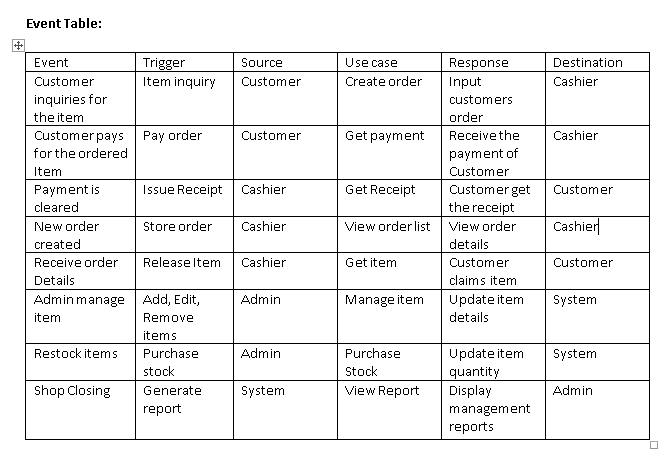 Event Table:
Event Trigger Source Use case Response Destination
Customer inquiries for the item Item inquiry Customer Create order Input customers order Cashier
Customer pays for the ordered Item Pay order Customer Get payment Receive the payment of Customer Cashier
Payment is cleared Issue Receipt Cashier Get Receipt Customer get the receipt Customer
New order created Store order Cashier View order list View order details Cashier
Receive order Details Release Item Cashier Get item Customer claims item Customer
Admin manage item Add, Edit, Remove items Admin Manage item Update item details System
Restock items Purchase stock Admin Purchase Stock Update item quantity System
Shop Closing Generate report System View Report Display management reports Admin